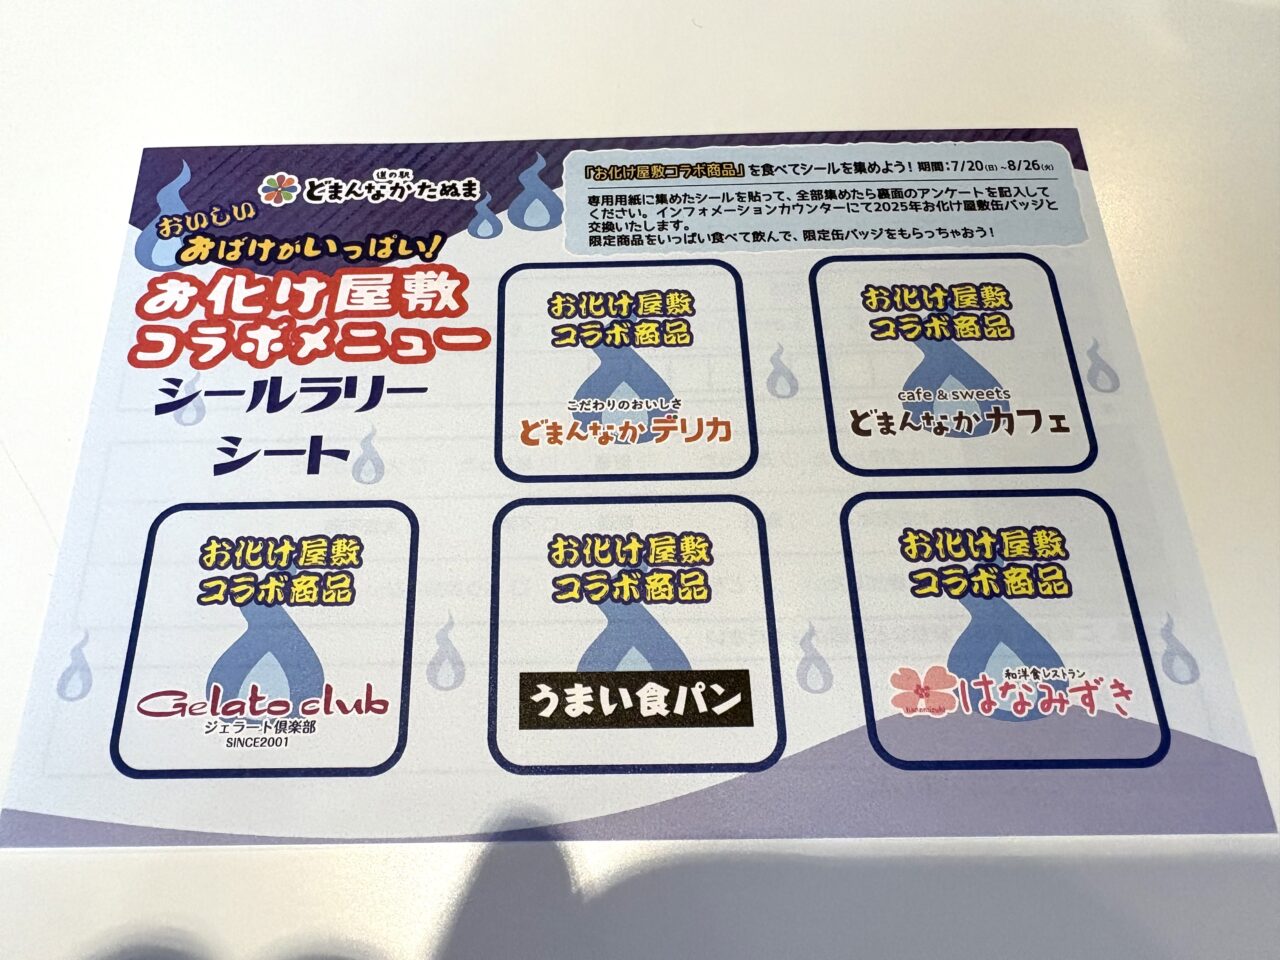 道の駅
どまんなかたぬま
おいしい
おばけがいっぱい!
お化け屋敷
コラボメニュー
シールラリー
シート
「お化け屋敷コラボ商品」を食べてシールを集めよう!期間:7/20(日)~8/26(火)
専用用紙に集めたシールを貼って、全部集めたら裏面のアンケートを記入して
ください。インフォメーションカウンターにて2025年お化け屋敷缶バッジと
交換いたします。
限定商品をいっぱい食べて飲んで、限定缶バッジをもらっちゃおう!
お化け屋敷
コラボ商品
こだわりのおいしさ
どまんなかデリカ
お化け屋敷
コラボ商品
cafe & sweets
どまんなかカフェ
お化け屋敷
コラボ商品
Gelato club
ジェラート倶楽部
SINCE2001
お化け屋敷
コラボ商品
うまい食パン
お化け屋敷
コラボ商品
和洋食レストラン
はなみずき
Hanamizuki